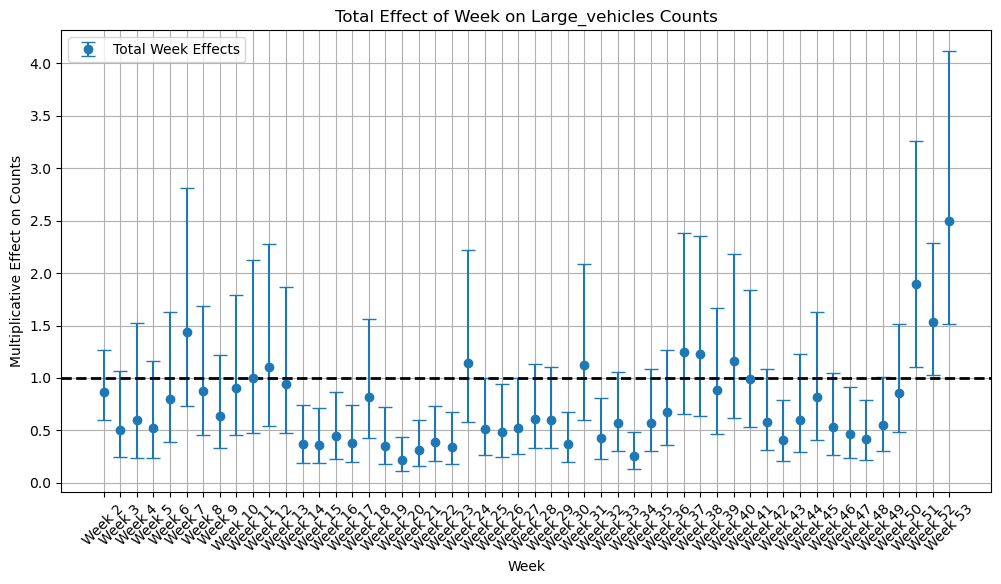 Total Effect of Week on Large_vehicles Counts
Total Week Effects
Multiplicative Effect on Counts
4.0
3.5
3.0
2.5
2.0
1.5
1.0
0.5
0.0
Week 2
Week 3
Week 4
Week 5
Week 6
Week 7
Week 8
Week 9
Week 10
Week 11
Week 12
Week 13
Week 14
Week 15
Week 16
Week 17
Week 18
Week 19
Week 20
Week 21
Week 22
Week 23
Week 24
Week 25
Week 26
Week 27
Week 28
Week 29
Week 30
Week 31
Week 32
Week 33
Week 34
Week 35
Week 36
Week 37
Week 38
Week 39
Week 40
Week 41
Week 42
Week 43
Week 44
Week 45
Week 46
Week 47
Week 48
Week 49
Week 50
Week 51
Week 52
Week 53
Week